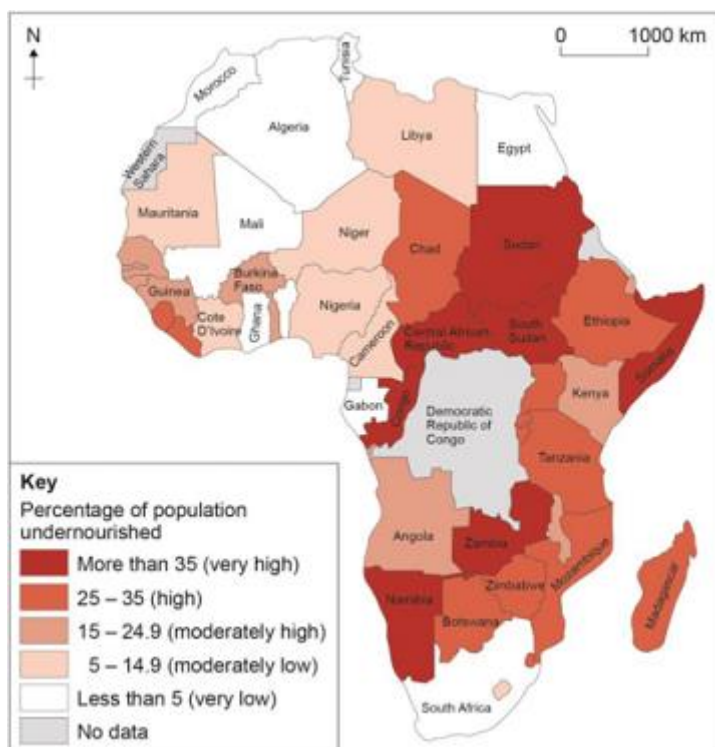 N
0 1000 km
Tunisia
Morocco
Algeria
Libya
Egypt
Western
Sahara
Mauritania
Mali
Niger
Chad
Sudan
Guinea
Burkina
Faso
Cote
D'Ivoire
Ghana
Nigeria
Cameroon
Central African
Republic
South
Sudan
Ethiopia
Somalia
Gabon
Congo
Democratic
Republic of
Congo
Kenya
Tanzania
Angola
Zambia
Mozambique
Madagascar
Namibia
Zimbabwe
Botswana
South Africa
Key
Percentage of population
undernourished
More than 35 (very high)
25 – 35 (high)
15 – 24.9 (moderately high)
5 – 14.9 (moderately low)
Less than 5 (very low)
No data